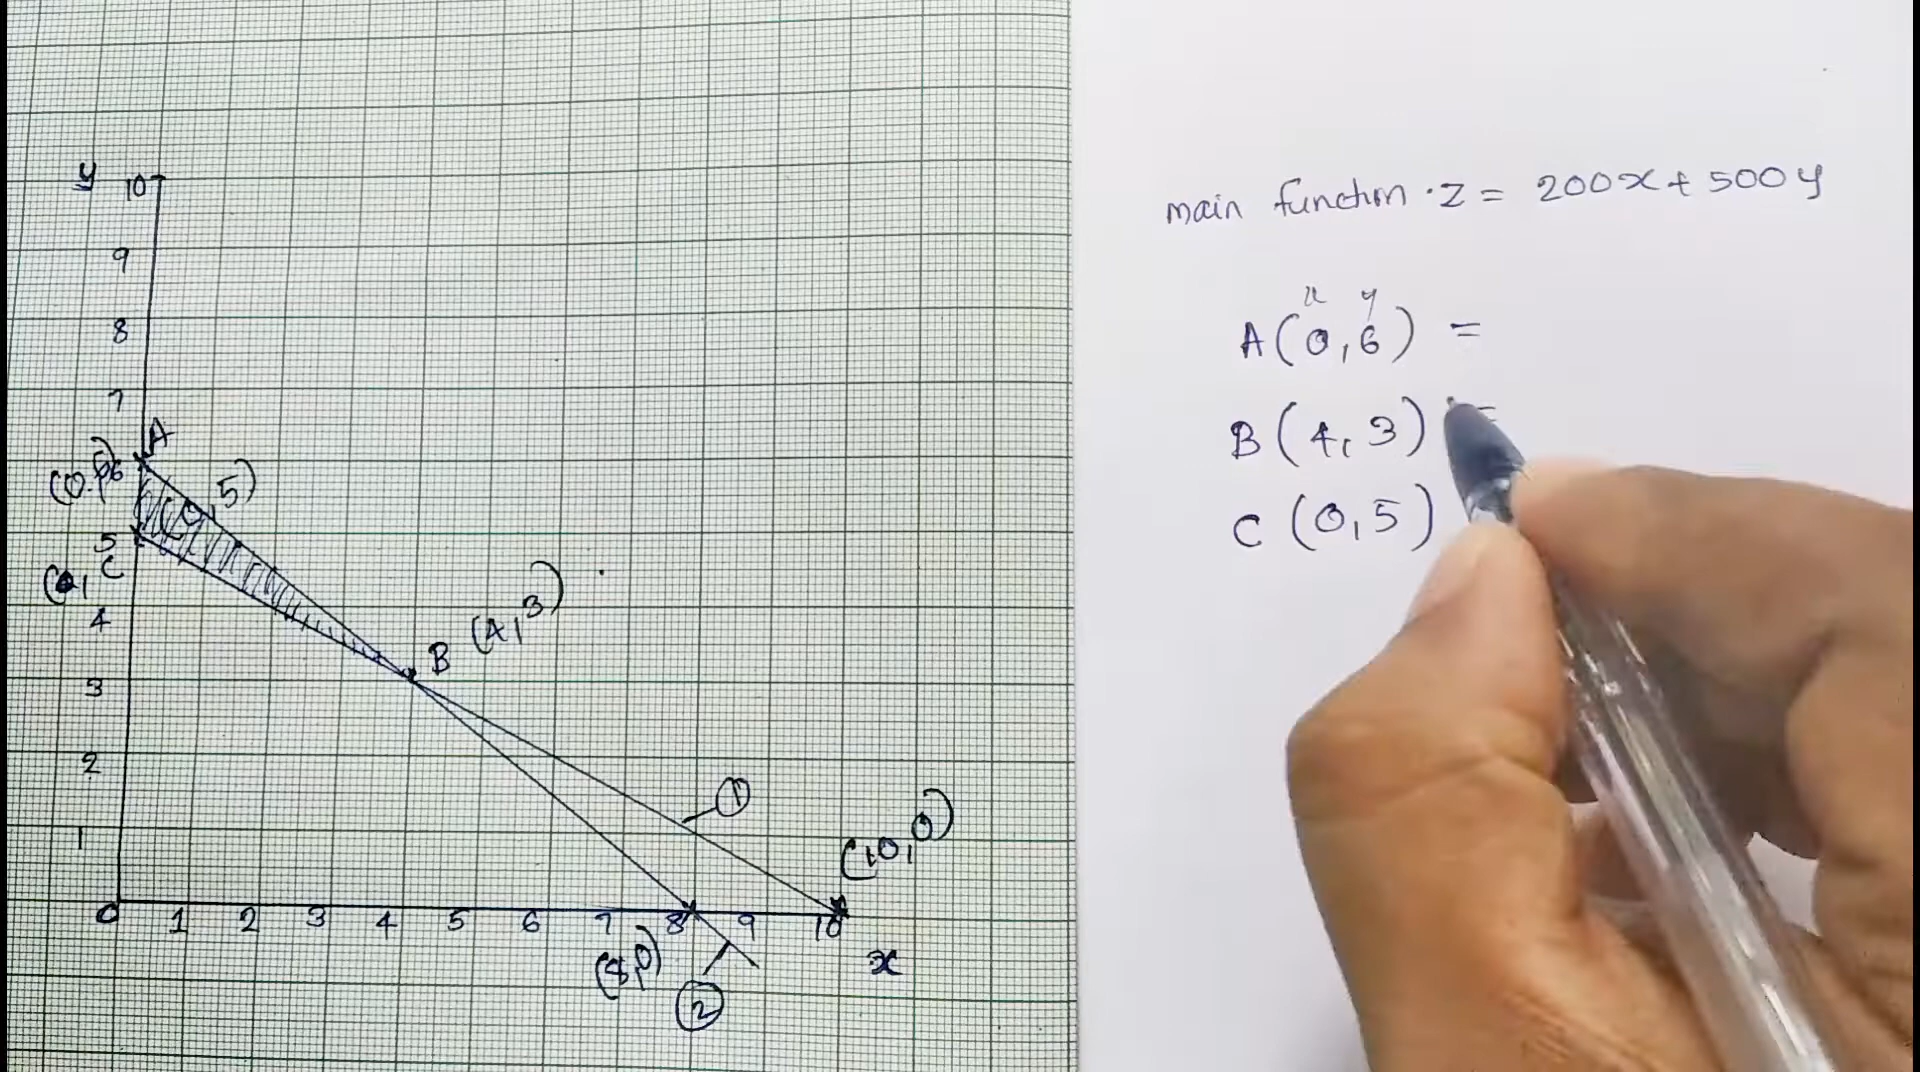 y
10
9
8
7
A
(0,6)
6
(0,5)
5
C
(0,
4
B (4,3)
3
2
1
①
(10,0)
0 1 2 3 4 5 6 7 8 9 10
x
(8,0)
②
main function . Z = 200x + 500y
x y
A (0,6) =
B (4,3) =
C (0,5)